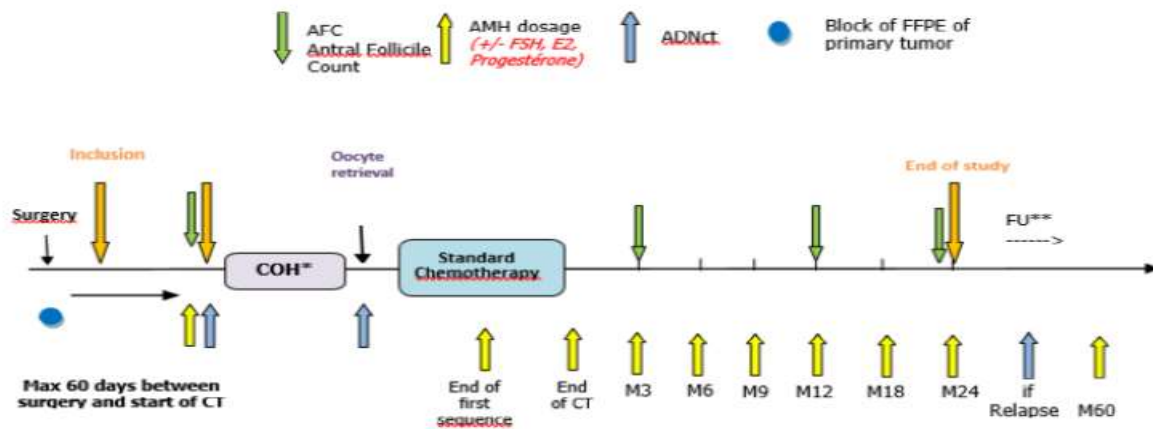 AFC
Antral Follicile
Count
AMH dosage
(+/- FSH, E2,
Progestérone)
ADNct
Block of FFPE of
primary tumor
Inclusion
Oocyte
retrieval
End of study
Surgery
FU**
------>
COH*
Standard
Chemotherapy
Max 60 days between
surgery and start of CT
End of
first
sequence
End
of CT
M3
M6
M9
M12
M18
M24
if
Relapse
M60